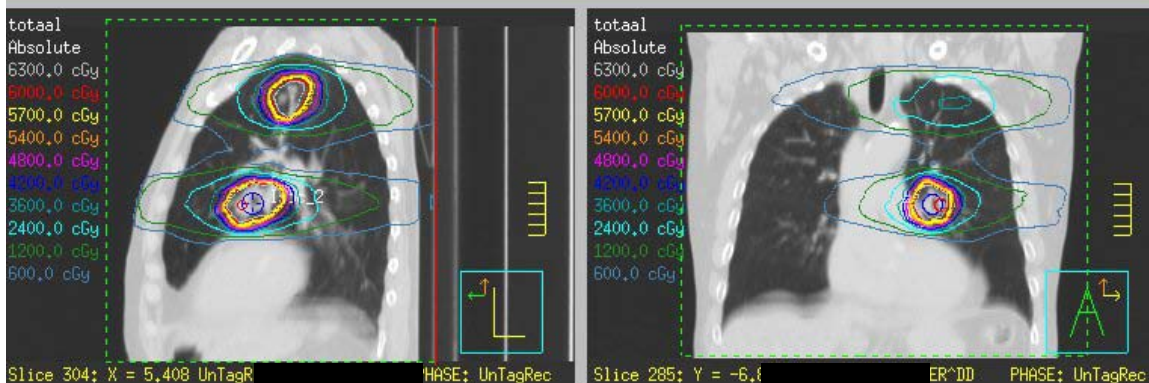 totaal
Absolute
6300.0 cGy
6000.0 cGy
5700.0 cGy
5400.0 cGy
4800.0 cGy
4200.0 cGy
3600.0 cGy
2400.0 cGy
1200.0 cGy
600.0 cGy
L
Slice 304: X = 5.408 UnTagR HASE: UnTagRec
totaal
Absolute
6300.0 cGy
6000.0 cGy
5700.0 cGy
5400.0 cGy
4800.0 cGy
4200.0 cGy
3600.0 cGy
2400.0 cGy
1200.0 cGy
600.0 cGy
A
Slice 285: Y = -6.8 ER^DD PHASE: UnTagRec